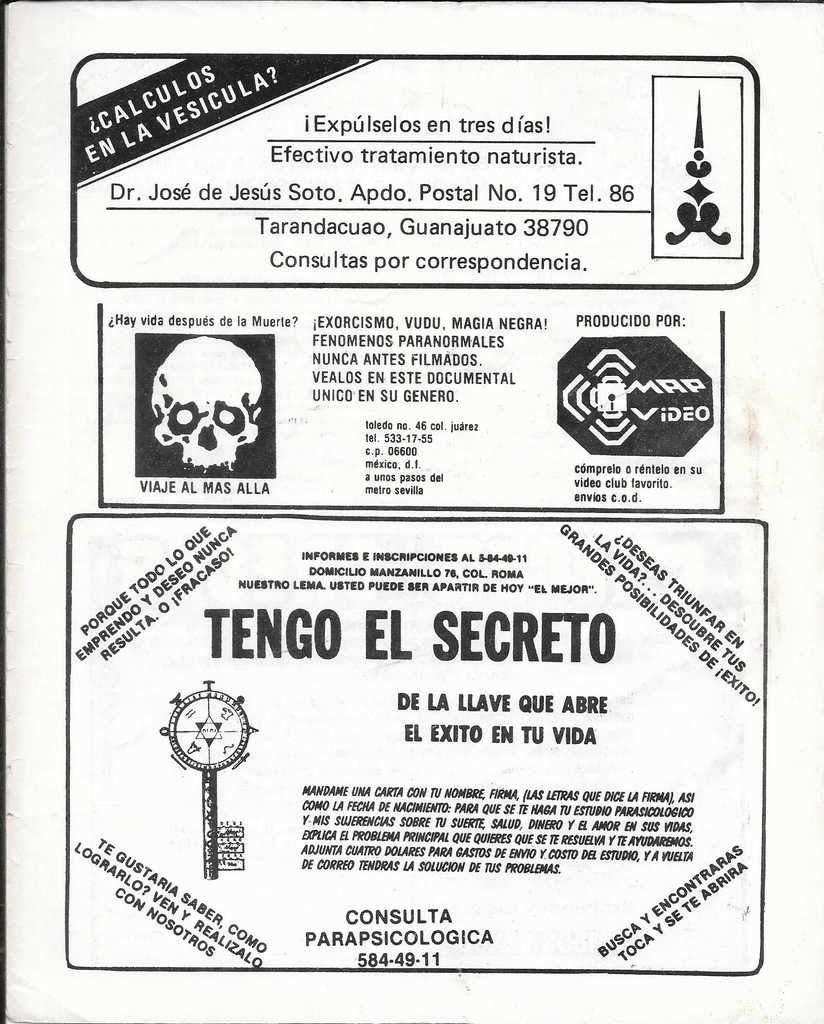 ¿CALCULOS
EN LA VESICULA?
¡Expúlselos en tres días!
Efectivo tratamiento naturista.
Dr. José de Jesús Soto. Apdo. Postal No. 19 Tel. 86
Tarandacuao, Guanajuato 38790
Consultas por correspondencia.
¿Hay vida después de la Muerte?
VIAJE AL MAS ALLA
¡EXORCISMO, VUDU, MAGIA NEGRA!
FENOMENOS PARANORMALES
NUNCA ANTES FILMADOS.
VEALOS EN ESTE DOCUMENTAL
UNICO EN SU GENERO.
toledo no. 46 col. juárez
tel. 533-17-55
c.p. 06600
méxico, d.f.
a unos pasos del
metro sevilla
PRODUCIDO POR:
MAP
ViDEO
cómprelo o réntelo en su
video club favorito.
envíos c.o.d.
PORQUE TODO LO QUE
EMPRENDO Y DESEO NUNCA
RESULTA. O ¡FRACASO!
INFORMES E INSCRIPCIONES AL 5-84-49-11
DOMICILIO MANZANILLO 76, COL. ROMA
NUESTRO LEMA. USTED PUEDE SER APARTIR DE HOY "EL MEJOR".
¿DESEAS TRIUNFAR EN
LA VIDA?... DESCUBRE TUS
GRANDES POSIBILIDADES DE ¡EXITO!
TENGO EL SECRETO
DE LA LLAVE QUE ABRE
EL EXITO EN TU VIDA
MANDAME UNA CARTA CON TU NOMBRE, FIRMA, (LAS LETRAS QUE DICE LA FIRMA), ASI
COMO LA FECHA DE NACIMIENTO: PARA QUE SE TE HAGA TU ESTUDIO PARASICOLOGICO
Y MIS SUJERENCIAS SOBRE TU SUERTE, SALUD, DINERO Y EL AMOR EN SUS VIDAS,
EXPLICA EL PROBLEMA PRINCIPAL QUE QUIERES QUE SE TE RESUELVA Y TE AYUDAREMOS.
ADJUNTA CUATRO DOLARES PARA GASTOS DE ENVIO Y COSTO DEL ESTUDIO, Y A VUELTA
DE CORREO TENDRAS LA SOLUCION DE TUS PROBLEMAS.
TE GUSTARIA SABER, COMO
LOGRARLO? VEN Y REALIZALO
CON NOSOTROS
CONSULTA
PARAPSICOLOGICA
584-49-11
BUSCA Y ENCONTRARAS
TOCA Y SE TE ABRIRA